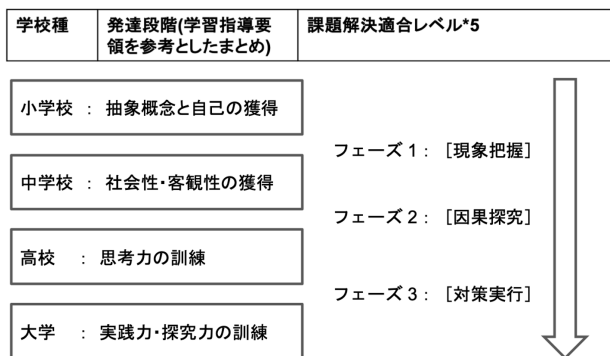 学校種
発達段階(学習指導要
領を参考としたまとめ)
課題解決適合レベル*5
小学校 : 抽象概念と自己の獲得
フェーズ 1 : [現象把握]
中学校 : 社会性・客観性の獲得
フェーズ 2 : [因果探究]
高校 : 思考力の訓練
フェーズ 3 : [対策実行]
大学 : 実践力・探究力の訓練